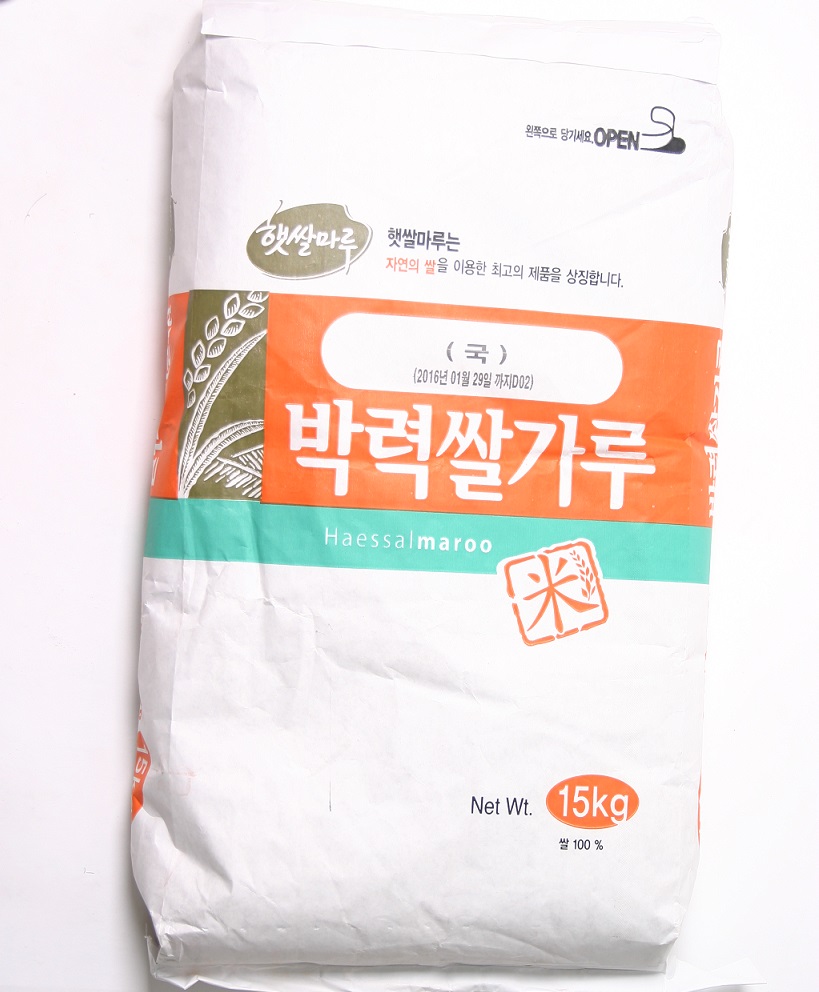 왼쪽으로 당기세요. OPEN
햇쌀마루
햇쌀마루는
자연의 쌀을 이용한 최고의 제품을 상징합니다.
( 국 )
(2016년 01월 29일 까지D02)
박력쌀가루
Haessalmaroo
米
Net Wt. 15kg
쌀 100 %